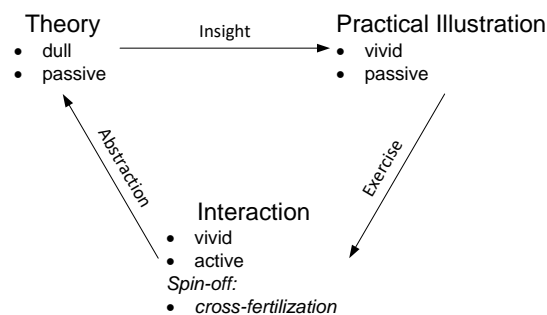 Theory
• dull
• passive
Insight
Practical Illustration
• vivid
• passive
Abstraction
Exercise
Interaction
• vivid
• active
Spin-off:
• cross-fertilization